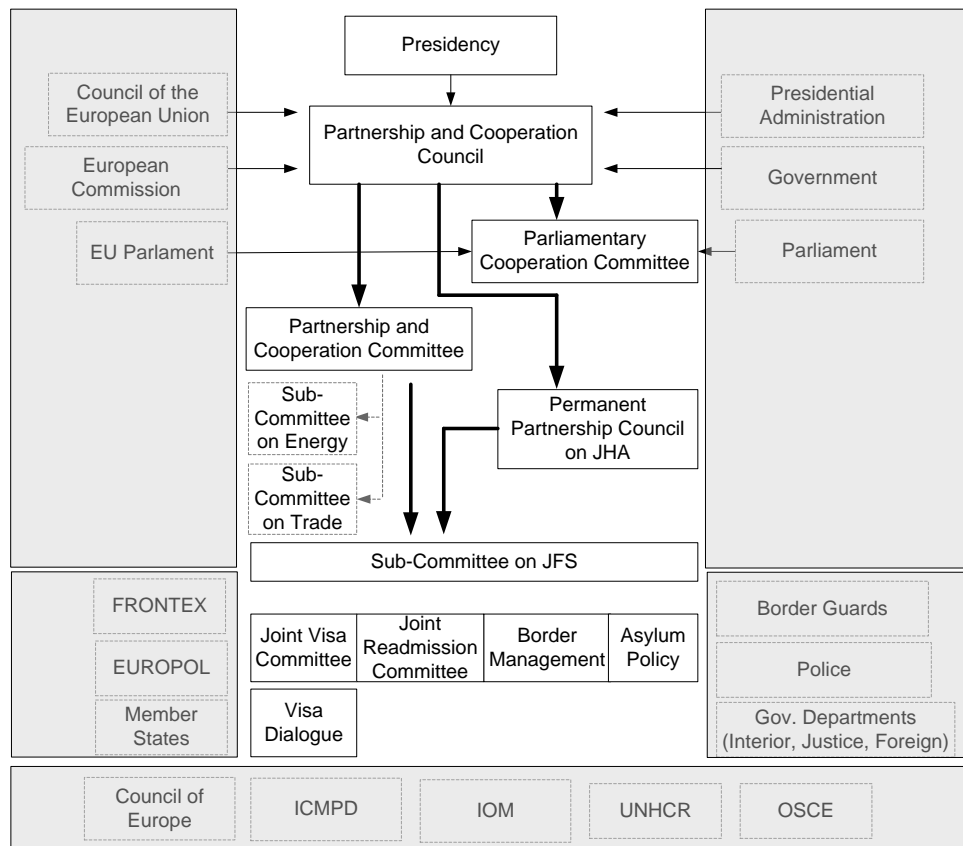 Presidency
Council of the
European Union
Partnership and Cooperation
Council
Presidential
Administration
European
Commission
Government
EU Parlament
Parliamentary
Cooperation Committee
Parliament
Partnership and
Cooperation Committee
Sub-
Committee
on Energy
Permanent
Partnership Council
on JHA
Sub-
Committee
on Trade
Sub-Committee on JFS
FRONTEX
EUROPOL
Member
States
Joint Visa
Committee
Joint
Readmission
Committee
Border
Management
Asylum
Policy
Visa
Dialogue
Border Guards
Police
Gov. Departments
(Interior, Justice, Foreign)
Council of
Europe
ICMPD
IOM
UNHCR
OSCE